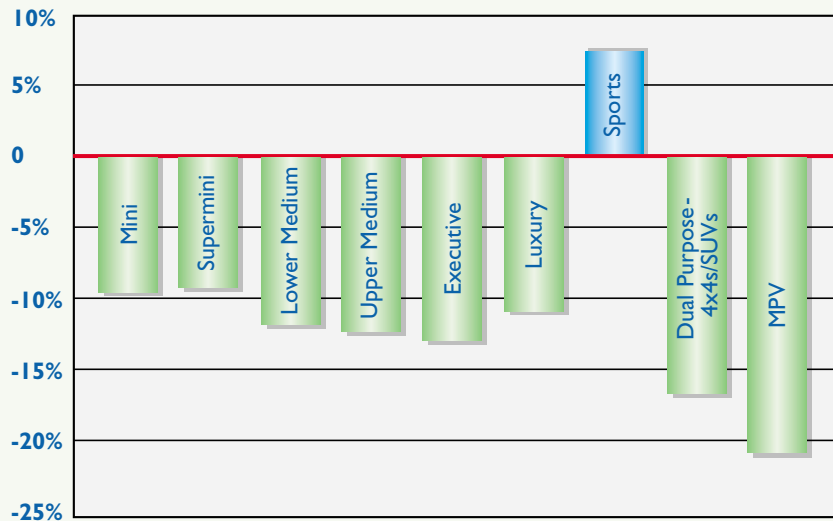 10%
5%
0
-5%
-10%
-15%
-20%
-25%
Mini
Supermini
Lower Medium
Upper Medium
Executive
Luxury
Sports
Dual Purpose -
4x4s/SUVs
MPV